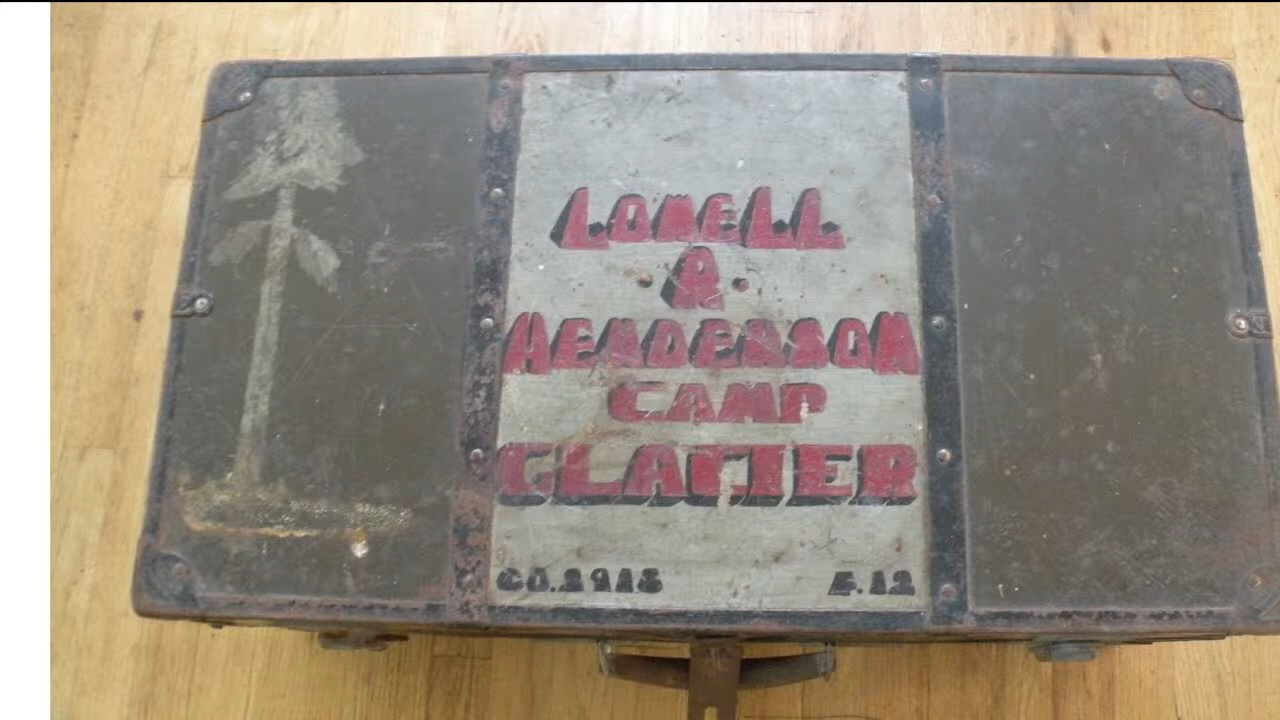 LOWELL
A
HENDERSON
CAMP
GLACIER
CO. 2918 F. 12